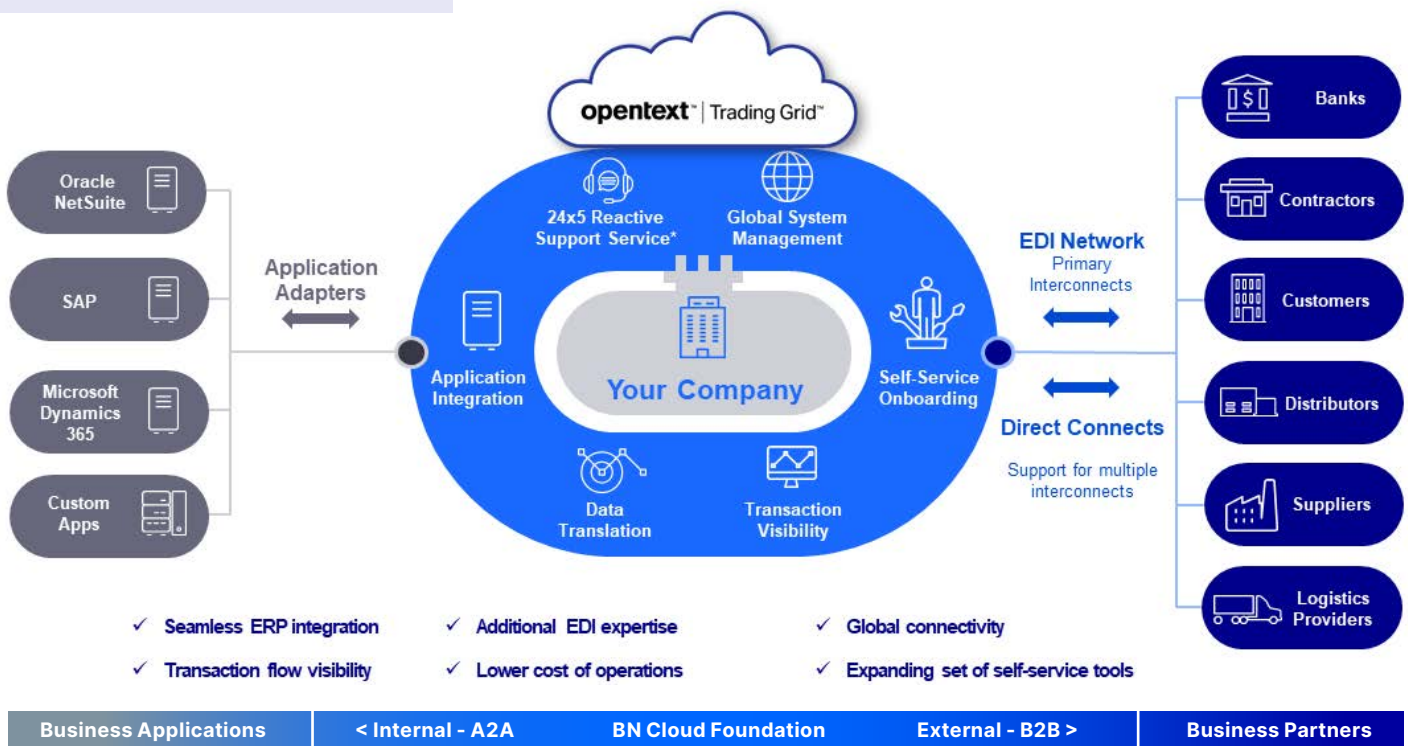 opentext™ | Trading Grid™
Oracle
NetSuite
SAP
Microsoft
Dynamics
365
Custom
Apps
Application
Adapters
24x5 Reactive
Support Service*
Global System
Management
Application
Integration
Your Company
Self-Service
Onboarding
Data
Translation
Transaction
Visibility
EDI Network
Primary
Interconnects
Direct Connects
Support for multiple
interconnects
$
Banks
Contractors
Customers
Distributors
Suppliers
Logistics
Providers
✓ Seamless ERP integration
✓ Additional EDI expertise
✓ Global connectivity
✓ Transaction flow visibility
✓ Lower cost of operations
✓ Expanding set of self-service tools
Business Applications
< Internal - A2A
BN Cloud Foundation
External - B2B >
Business Partners